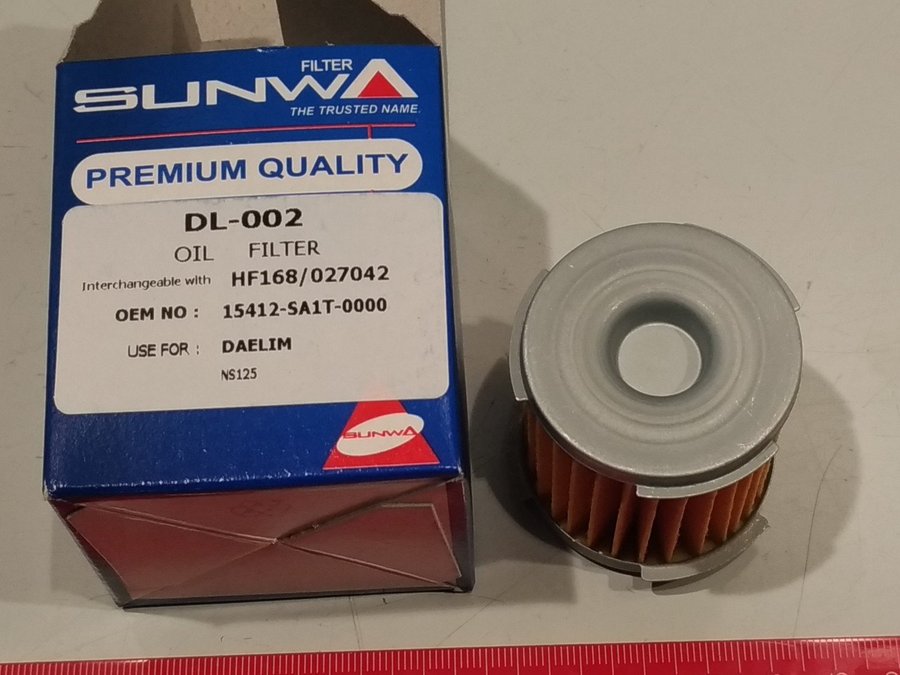 FILTER
SUNWA
THE TRUSTED NAME.
PREMIUM QUALITY
DL-002
OIL FILTER
Interchangeable with HF168/027042
OEM NO : 15412-SA1T-0000
USE FOR : DAELIM
NS125
SUNWA